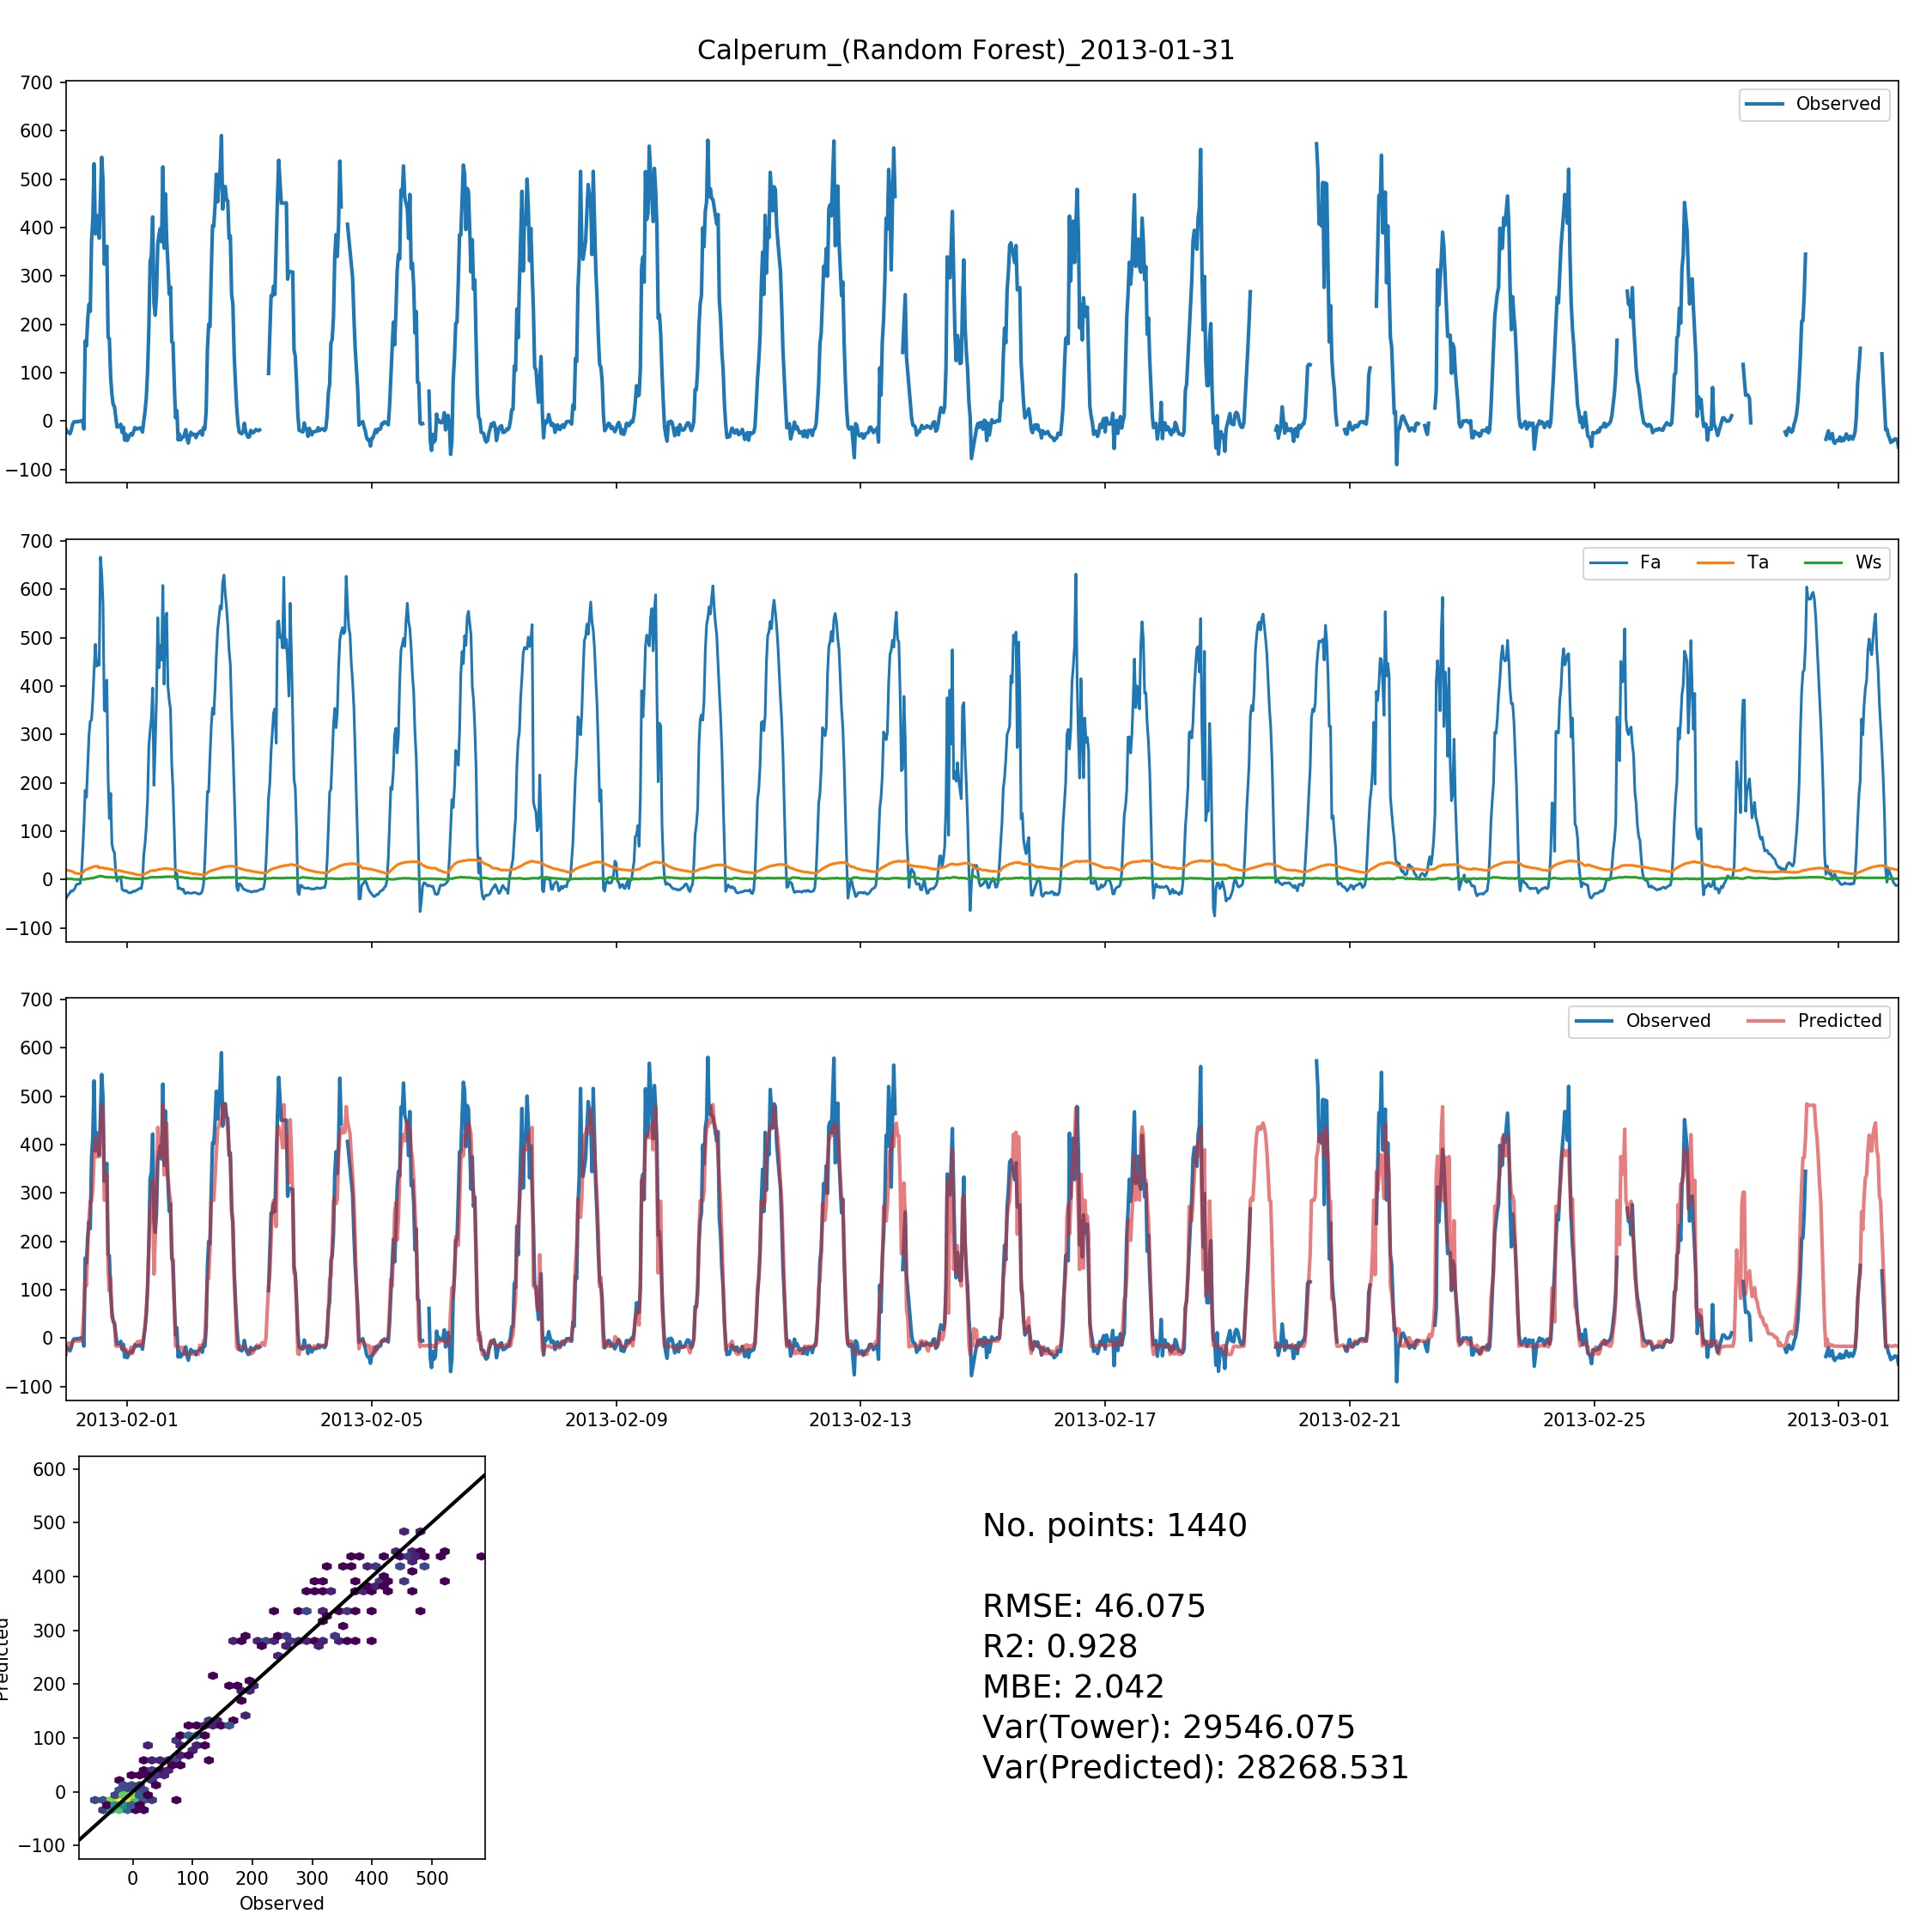 Calperum_(Random Forest)_2013-01-31
700
600
500
400
300
200
100
0
−100
Observed
700
600
500
400
300
200
100
0
−100
Fa Ta Ws
700
600
500
400
300
200
100
0
−100
Observed Predicted
2013-02-01 2013-02-05 2013-02-09 2013-02-13 2013-02-17 2013-02-21 2013-02-25 2013-03-01
600
500
400
300
200
100
0
−100
Predicted
0 100 200 300 400 500
Observed
No. points: 1440
RMSE: 46.075
R2: 0.928
MBE: 2.042
Var(Tower): 29546.075
Var(Predicted): 28268.531